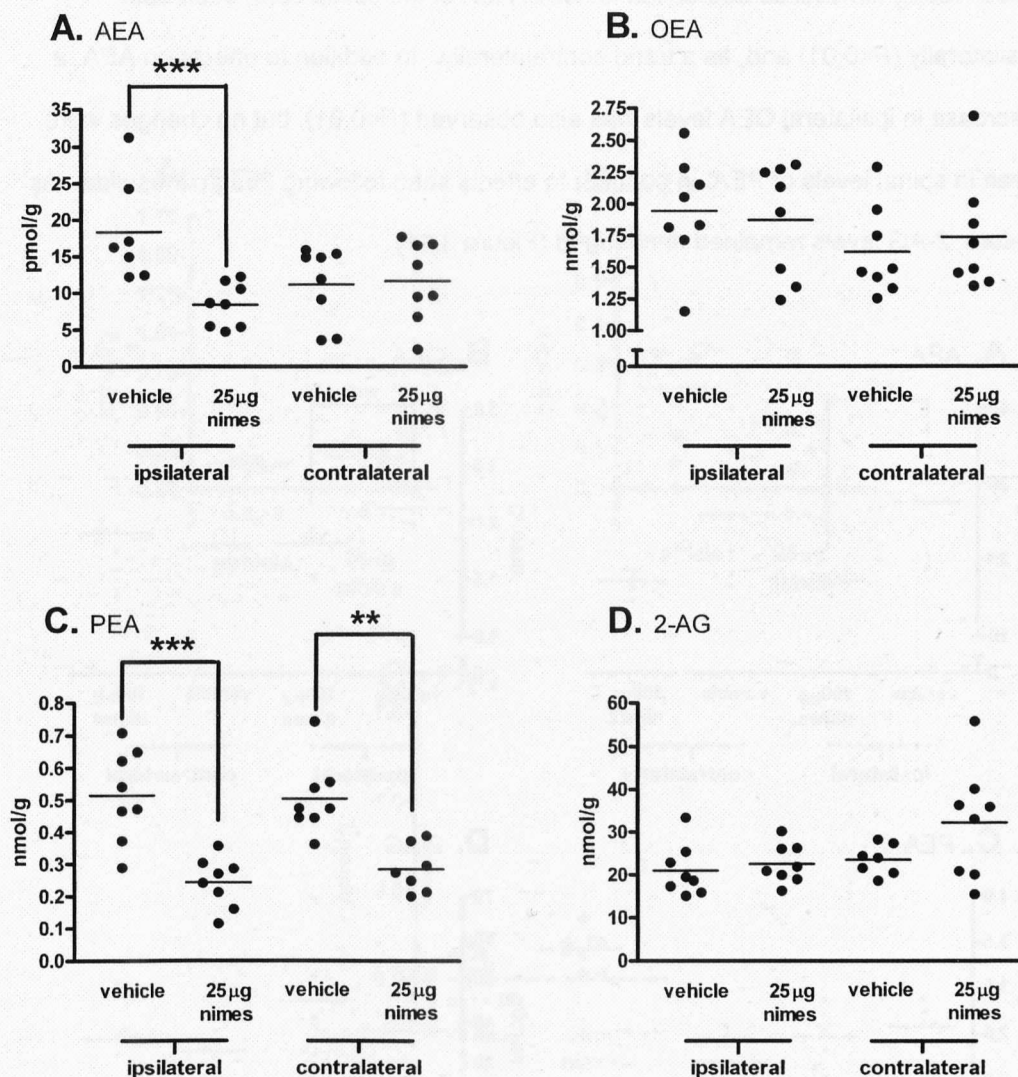 A. AEA
***
35
30
25
20
15
10
5
0
pmol/g
vehicle 25µg nimes vehicle 25µg nimes
ipsilateral contralateral
B. OEA
2.75
2.50
2.25
2.00
1.75
1.50
1.25
1.00
0
nmol/g
vehicle 25µg nimes vehicle 25µg nimes
ipsilateral contralateral
C. PEA
*** **
0.8
0.7
0.6
0.5
0.4
0.3
0.2
0.1
0.0
nmol/g
vehicle 25µg nimes vehicle 25µg nimes
ipsilateral contralateral
D. 2-AG
60
50
40
30
20
10
0
nmol/g
vehicle 25µg nimes vehicle 25µg nimes
ipsilateral contralateral